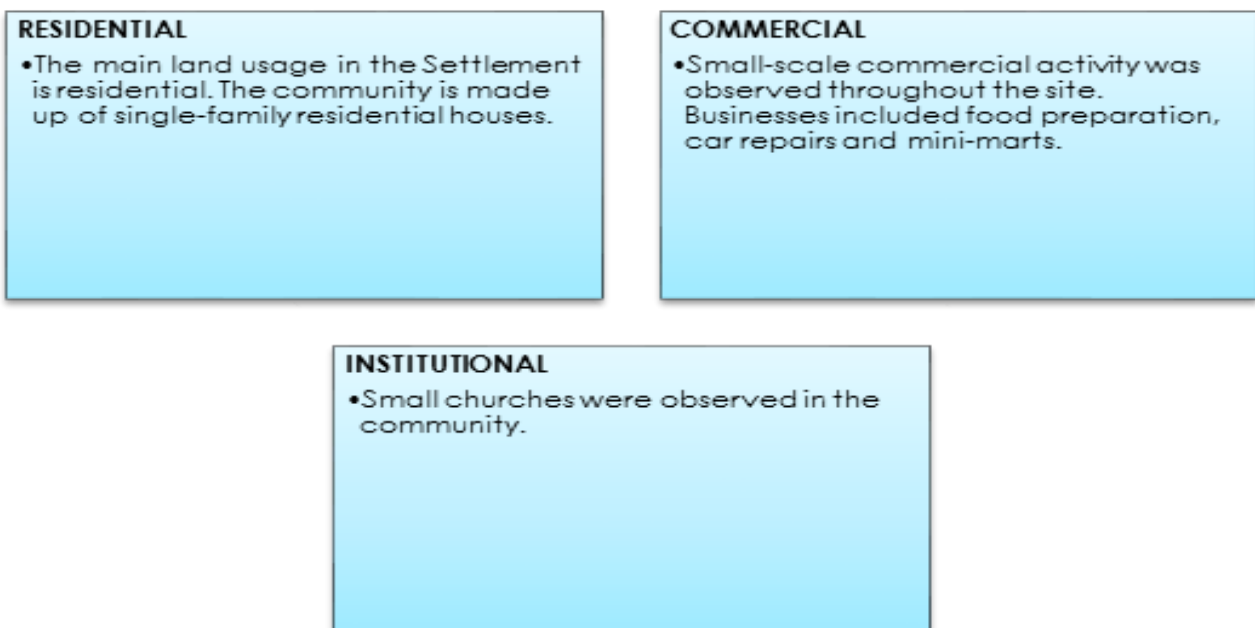 RESIDENTIAL
•The main land usage in the Settlement
is residential. The community is made
up of single-family residential houses.
COMMERCIAL
•Small-scale commercial activity was
observed throughout the site.
Businesses included food preparation,
car repairs and mini-marts.
INSTITUTIONAL
•Small churches were observed in the
community.